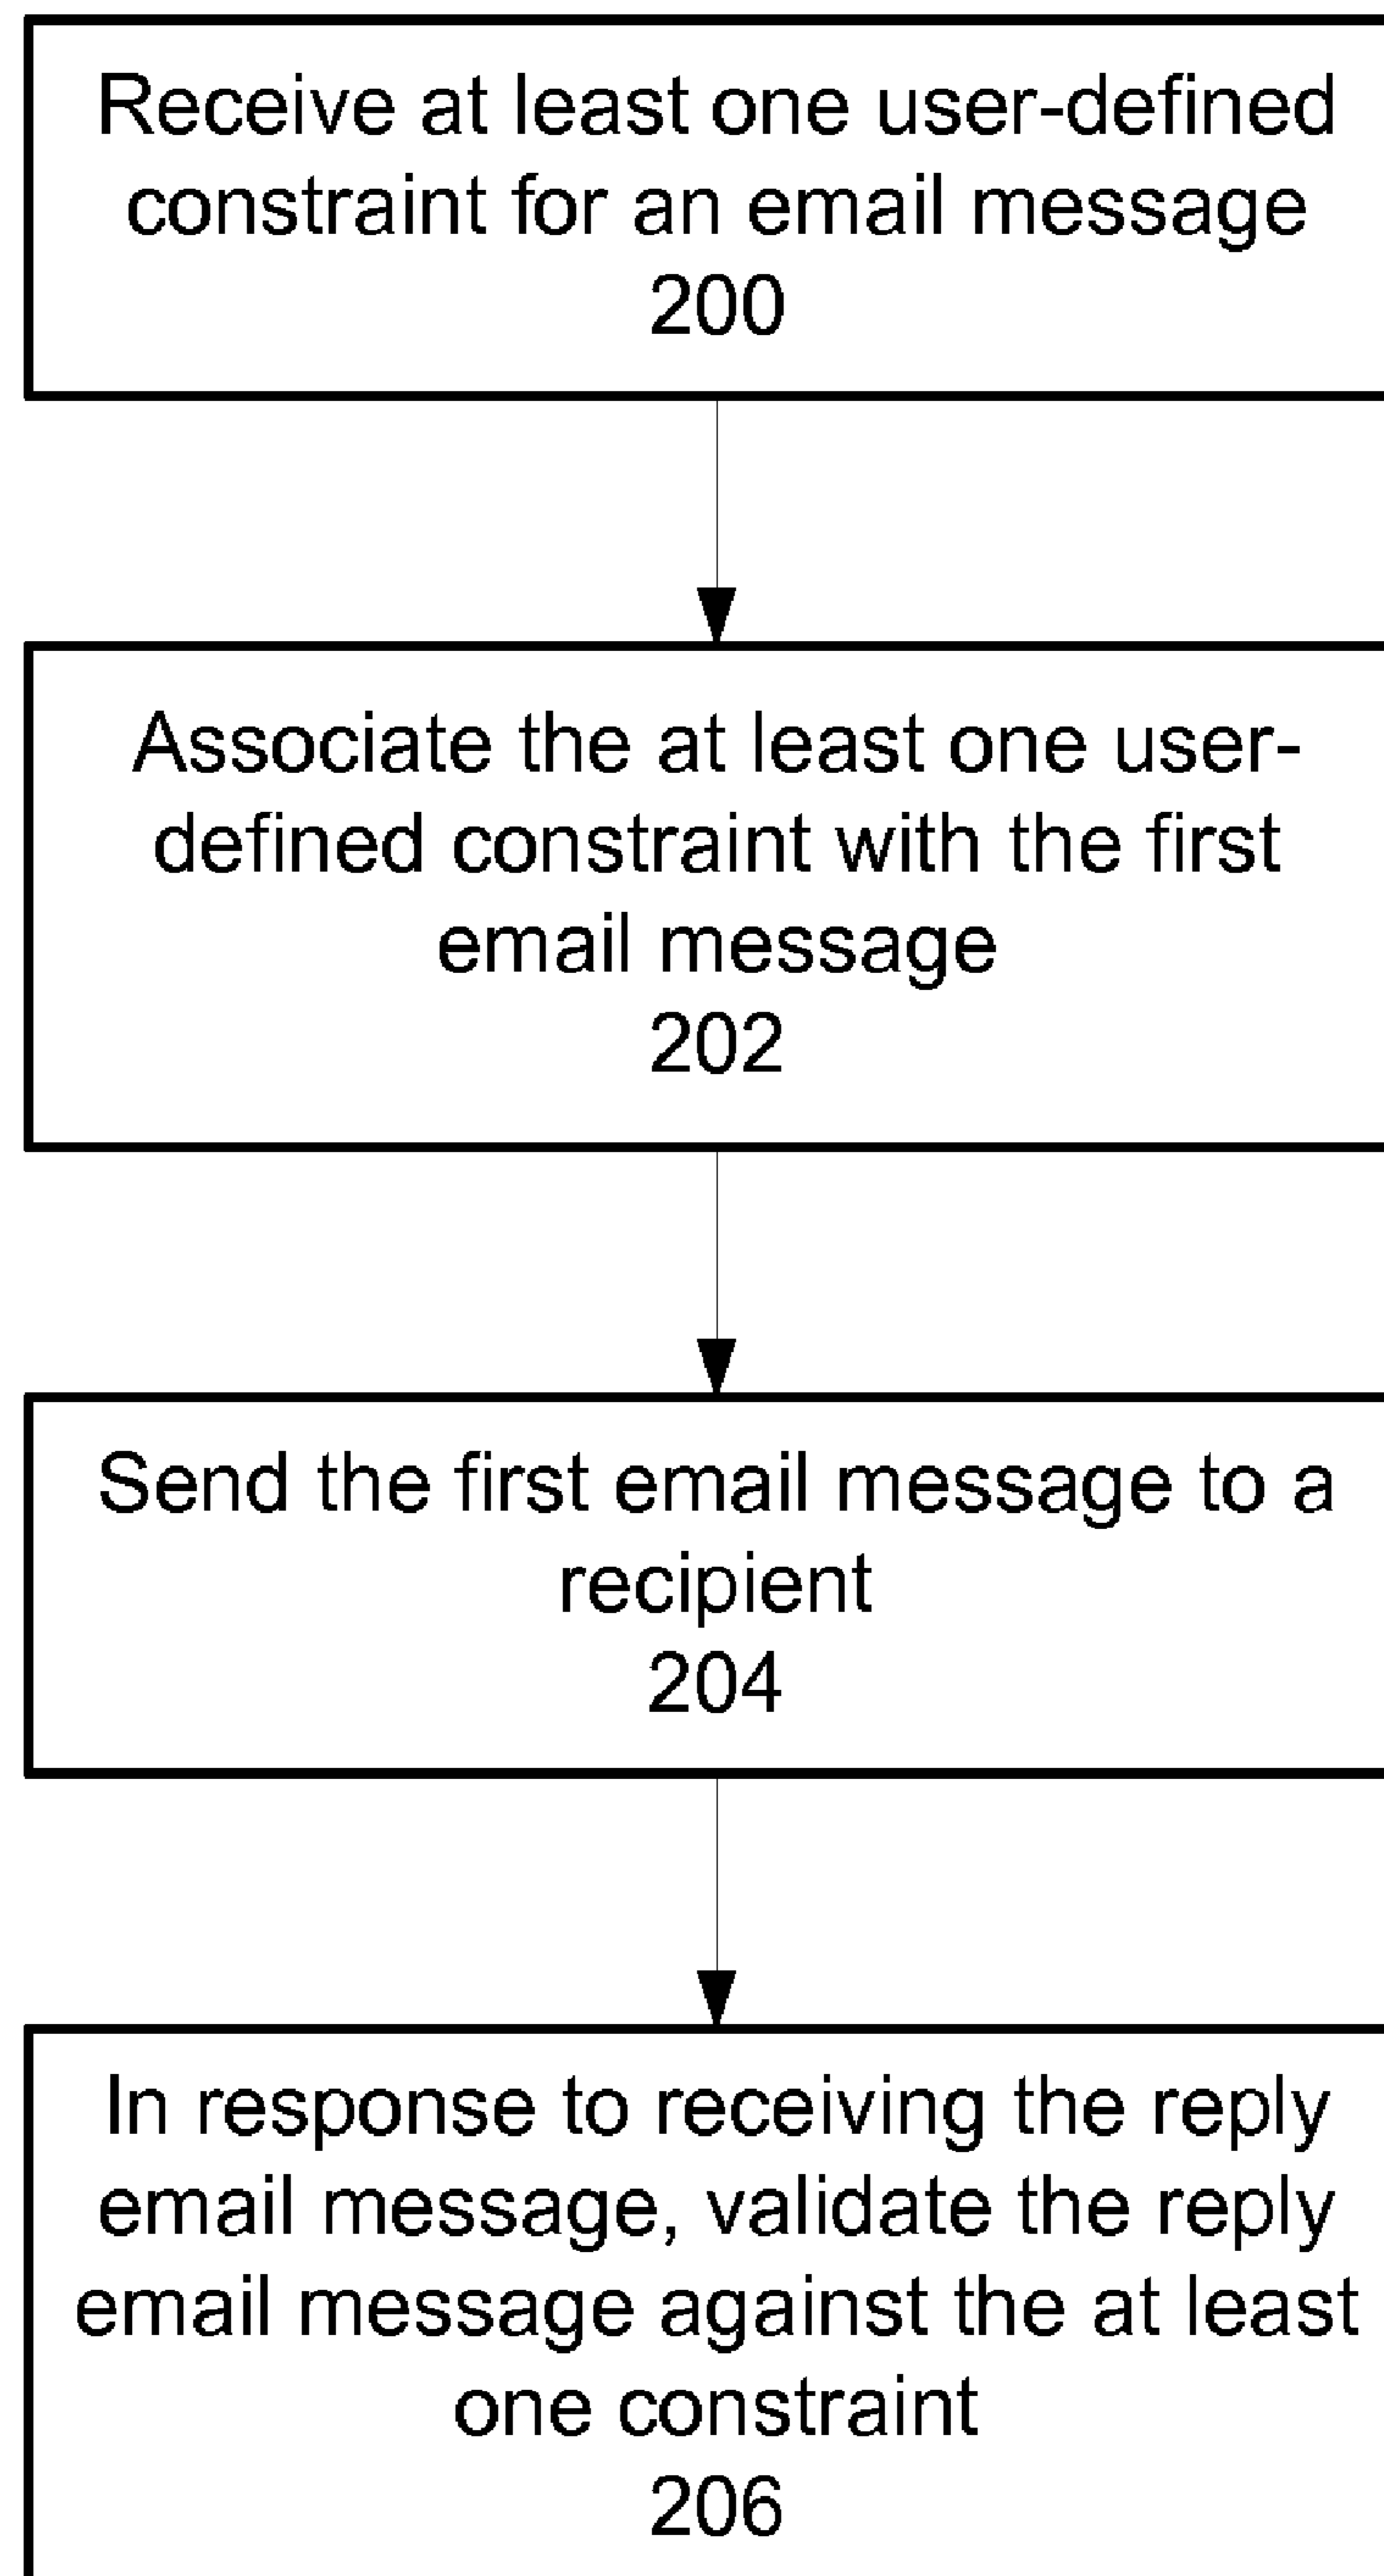 Receive at least one user-defined
constraint for an email message
200
Associate the at least one user-
defined constraint with the first
email message
202
Send the first email message to a
recipient
204
In response to receiving the reply
email message, validate the reply
email message against the at least
one constraint
206